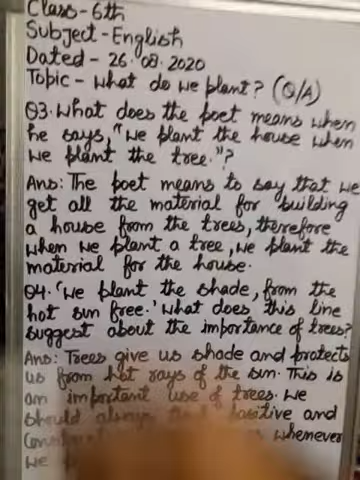 Class-6th
Subject-English
Dated - 26.08.2020
Topic - What do we plant? (Q/A)
Q3. What does the poet means when
he says, "we plant the house when
we plant the tree."?
Ans: The poet means to say that we
get all the material for building
a house from the trees, therefore
when we plant a tree, we plant the
material for the house.
Q4. 'We plant the shade, from the
hot sun free.' What does this line
suggest about the importance of trees?
Ans: Trees give us shade and protects
us from hot rays of the sun. This is
an important use of trees. We
should always and
whenever
we